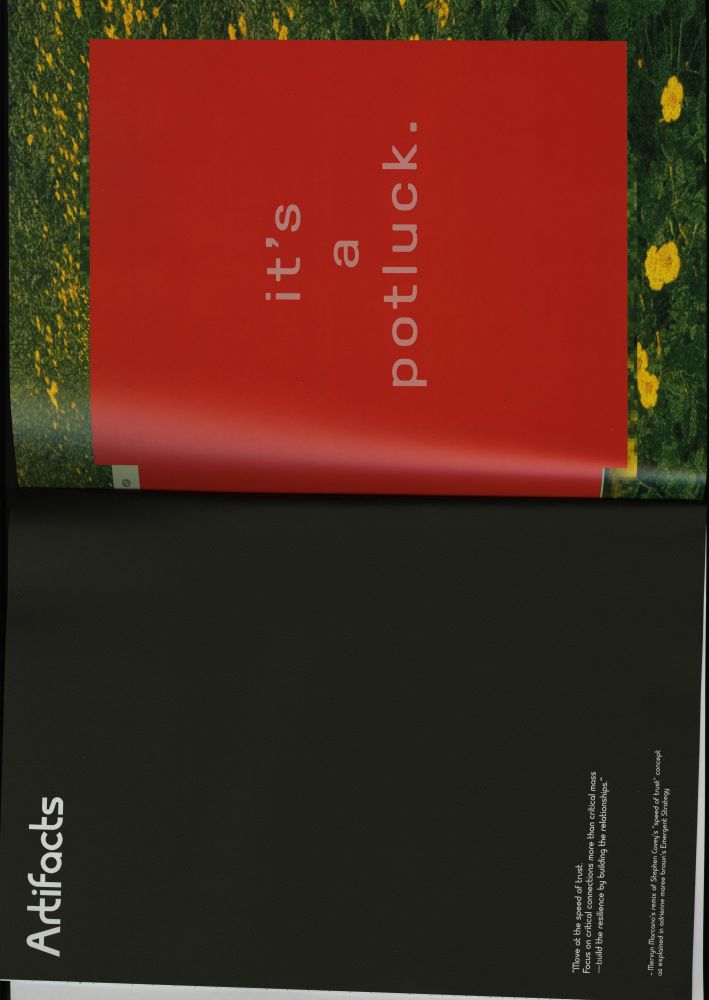 Artifacts
"Move at the speed of trust.
Focus on critical connections more than critical mass
—build the resilience by building the relationships."
- Mervyn Marcano's remix of Stephen Covey's "speed of trust" concept
as explained in adrienne maree brown's Emergent Strategy
it's
a
potluck.